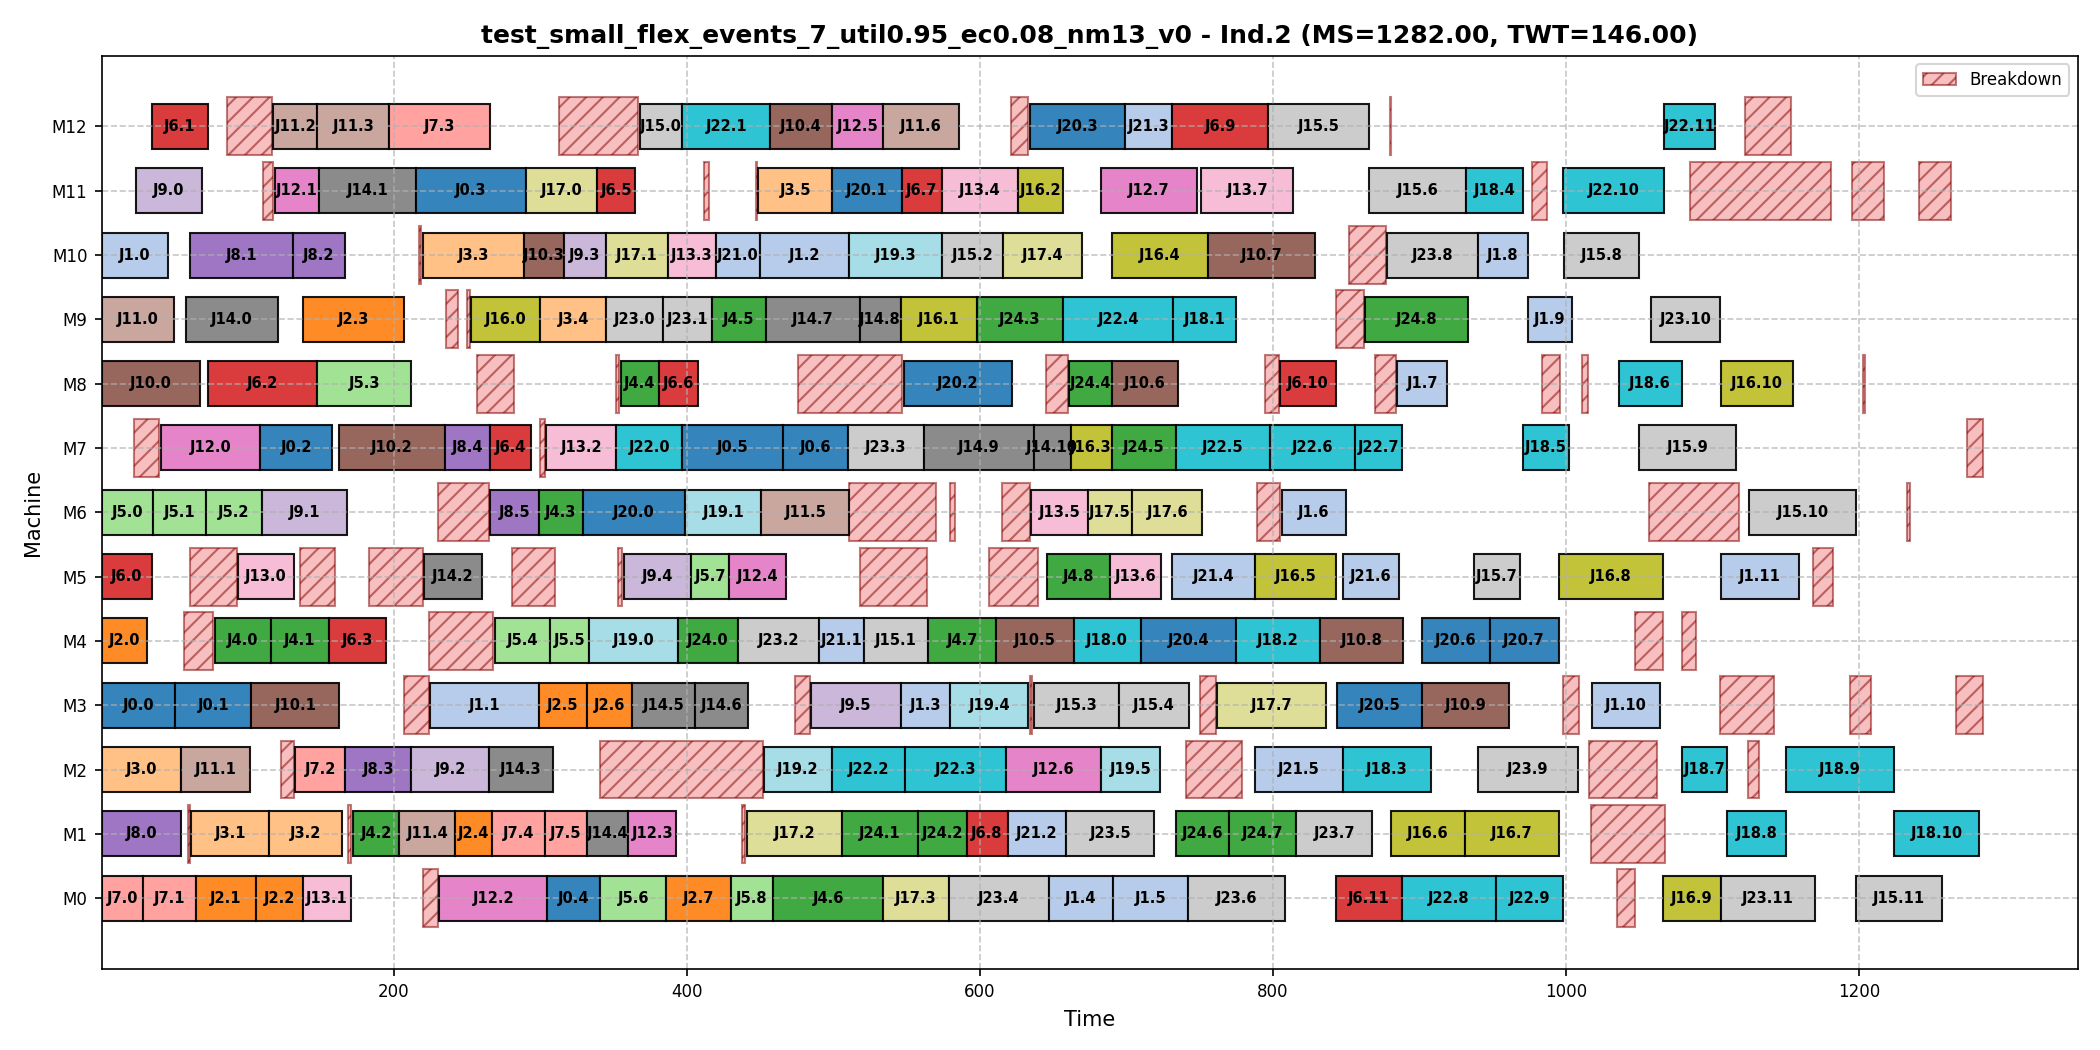 test_small_flex_events_7_util0.95_ec0.08_nm13_v0 - Ind.2 (MS=1282.00, TWT=146.00)
Breakdown
Machine
M12 J6.1 J11.2 J11.3 J7.3 J15.0 J22.1 J10.4 J12.5 J11.6 J20.3 J21.3 J6.9 J15.5 J22.11
M11 J9.0 J12.1 J14.1 J0.3 J17.0 J6.5 J3.5 J20.1 J6.7 J13.4 J16.2 J12.7 J13.7 J15.6 J18.4 J22.10
M10 J1.0 J8.1 J8.2 J3.3 J10.3 J9.3 J17.1 J13.3 J21.0 J1.2 J19.3 J15.2 J17.4 J16.4 J10.7 J23.8 J1.8 J15.8
M9 J11.0 J14.0 J2.3 J16.0 J3.4 J23.0 J23.1 J4.5 J14.7 J14.8 J16.1 J24.3 J22.4 J18.1 J24.8 J1.9 J23.10
M8 J10.0 J6.2 J5.3 J4.4 J6.6 J20.2 J24.4 J10.6 J6.10 J1.7 J18.6 J16.10
M7 J12.0 J0.2 J10.2 J8.4 J6.4 J13.2 J22.0 J0.5 J0.6 J23.3 J14.9 J14.10 J16.3 J24.5 J22.5 J22.6 J22.7 J18.5 J15.9
M6 J5.0 J5.1 J5.2 J9.1 J8.5 J4.3 J20.0 J19.1 J11.5 J13.5 J17.5 J17.6 J1.6 J15.10
M5 J6.0 J13.0 J14.2 J9.4 J5.7 J12.4 J4.8 J13.6 J21.4 J16.5 J21.6 J15.7 J16.8 J1.11
M4 J2.0 J4.0 J4.1 J6.3 J5.4 J5.5 J19.0 J24.0 J23.2 J21.1 J15.1 J4.7 J10.5 J18.0 J20.4 J18.2 J10.8 J20.6 J20.7
M3 J0.0 J0.1 J10.1 J1.1 J2.5 J2.6 J14.5 J14.6 J9.5 J1.3 J19.4 J15.3 J15.4 J17.7 J20.5 J10.9 J1.10
M2 J3.0 J11.1 J7.2 J8.3 J9.2 J14.3 J19.2 J22.2 J22.3 J12.6 J19.5 J21.5 J18.3 J23.9 J18.7 J18.9
M1 J8.0 J3.1 J3.2 J4.2 J11.4 J2.4 J7.4 J7.5 J14.4 J12.3 J17.2 J24.1 J24.2 J6.8 J21.2 J23.5 J24.6 J24.7 J23.7 J16.6 J16.7 J18.8 J18.10
M0 J7.0 J7.1 J2.1 J2.2 J13.1 J12.2 J0.4 J5.6 J2.7 J5.8 J4.6 J17.3 J23.4 J1.4 J1.5 J23.6 J6.11 J22.8 J22.9 J16.9 J23.11 J15.11
200 400 600 800 1000 1200
Time